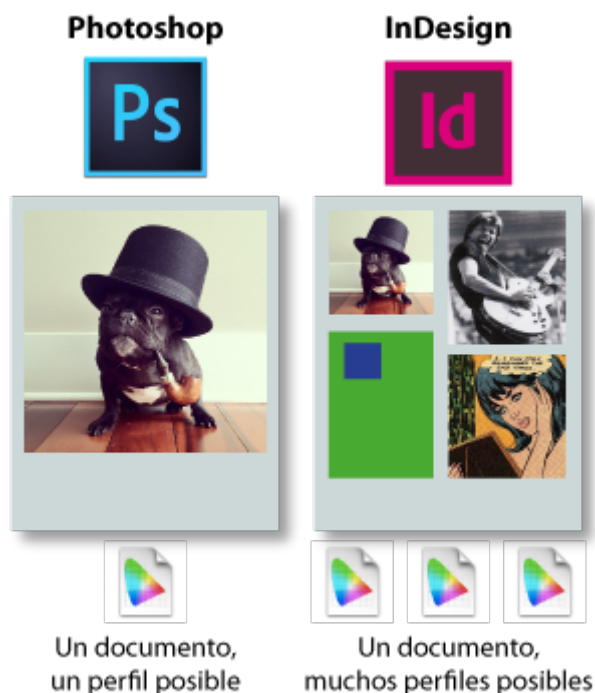 Photoshop
InDesign
Ps
Id
Un documento,
un perfil posible
Un documento,
muchos perfiles posibles